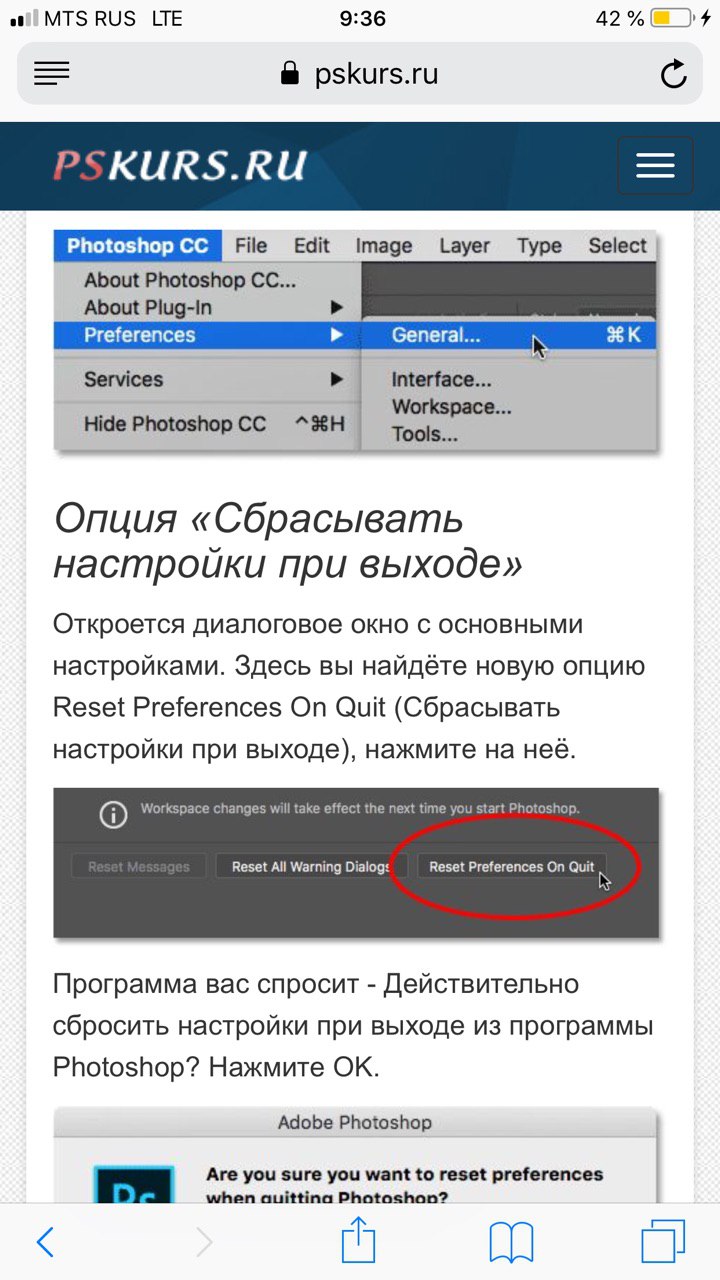 MTS RUS LTE 9:36 42 %
pskurs.ru
PSKURS.RU
Photoshop CC File Edit Image Layer Type Select
About Photoshop CC...
About Plug-In
Preferences General... ⌘K
Services Interface...
Workspace...
Hide Photoshop CC ^⌘H
Tools...
Опция «Сбрасывать
настройки при выходе»
Откроется диалоговое окно с основными
настройками. Здесь вы найдёте новую опцию
Reset Preferences On Quit (Сбрасывать
настройки при выходе), нажмите на неё.
Workspace changes will take effect the next time you start Photoshop.
Reset Messages Reset All Warning Dialogs Reset Preferences On Quit
Программа вас спросит - Действительно
сбросить настройки при выходе из программы
Photoshop? Нажмите OK.
Adobe Photoshop
Are you sure you want to reset preferences
Ps when quitting Photoshop?